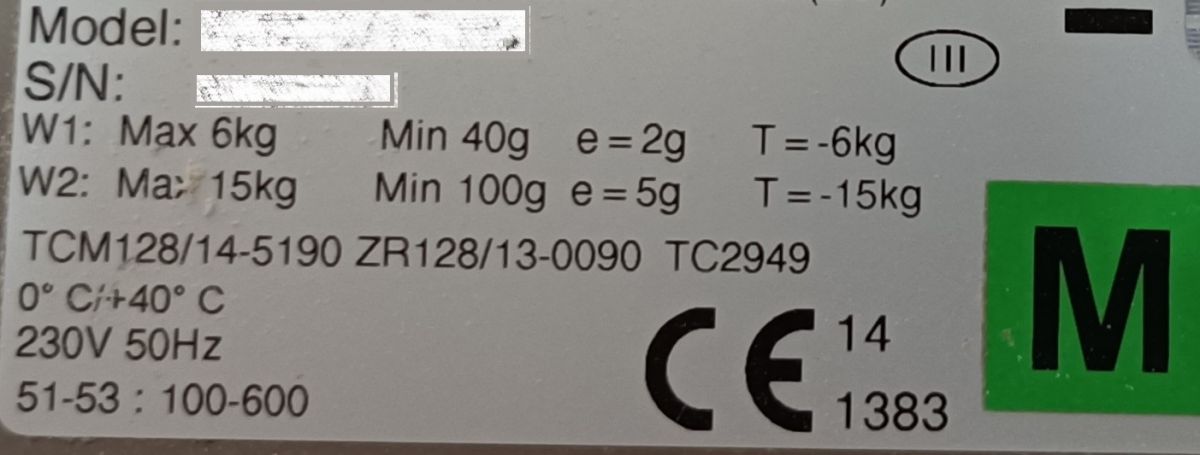 Model:
III
S/N:
W1: Max 6kg Min 40g e = 2g T = -6kg
W2: Max 15kg Min 100g e = 5g T = -15kg
TCM128/14-5190 ZR128/13-0090 TC2949
0° C/+40° C
230V 50Hz
51-53 : 100-600
CE 14
1383
M